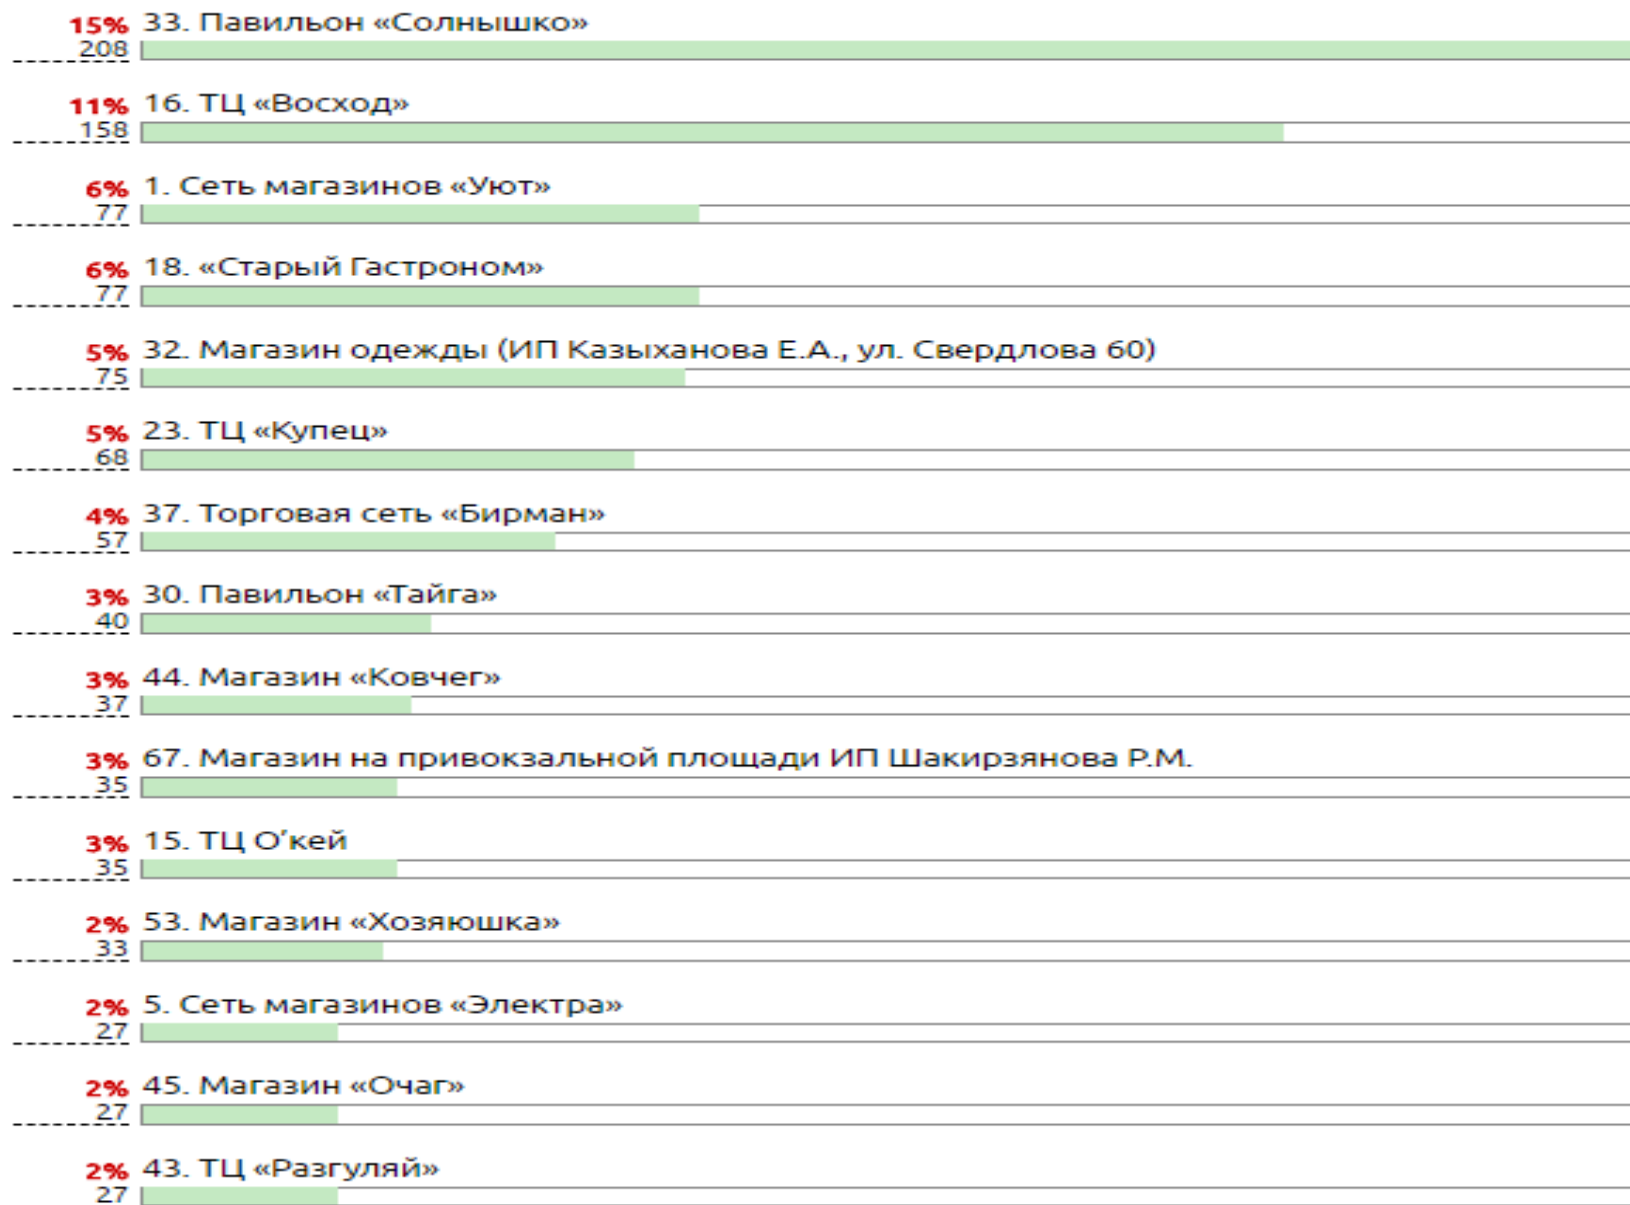 15% 33. Павильон «Солнышко»
208
11% 16. ТЦ «Восход»
158
6% 1. Сеть магазинов «Уют»
77
6% 18. «Старый Гастроном»
77
5% 32. Магазин одежды (ИП Казыханова Е.А., ул. Свердлова 60)
75
5% 23. ТЦ «Купец»
68
4% 37. Торговая сеть «Бирман»
57
3% 30. Павильон «Тайга»
40
3% 44. Магазин «Ковчег»
37
3% 67. Магазин на привокзальной площади ИП Шакирзянова Р.М.
35
3% 15. ТЦ О′кей
35
2% 53. Магазин «Хозяюшка»
33
2% 5. Сеть магазинов «Электра»
27
2% 45. Магазин «Очаг»
27
2% 43. ТЦ «Разгуляй»
27